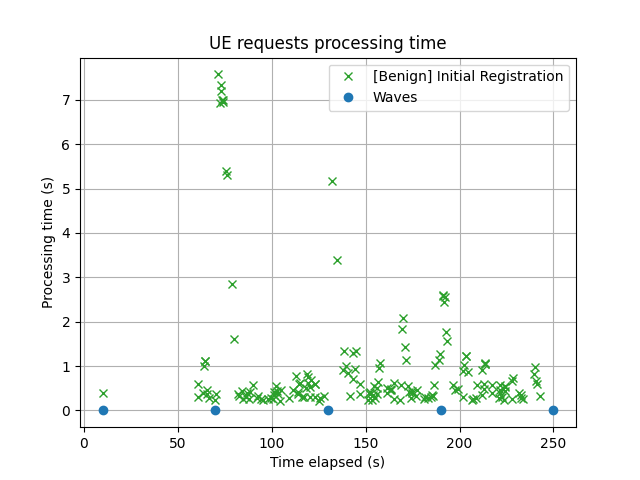 UE requests processing time
[Benign] Initial Registration
Waves
Processing time (s)
7
6
5
4
3
2
1
0
0
50
100
150
200
250
Time elapsed (s)